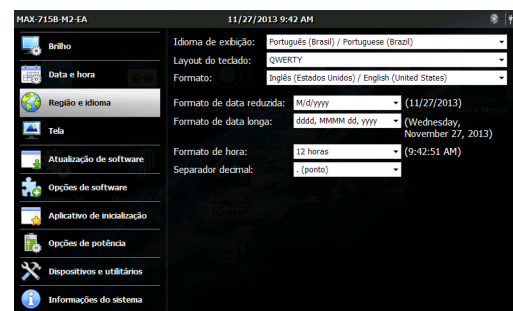 MAX-715B-M2-EA 11/27/2013 9:42 AM
Brilho
Data e hora
Região e idioma
Tela
Atualização de software
Opções de software
Aplicativo de inicialização
Opções de potência
Dispositivos e utilitários
Informações do sistema
Idioma de exibição: Português (Brasil) / Portuguese (Brazil)
Layout do teclado: QWERTY
Formato: Inglês (Estados Unidos) / English (United States)
Formato de data reduzida: M/d/yyyy (11/27/2013)
Formato de data longa: dddd, MMMM dd, yyyy (Wednesday,
November 27, 2013)
Formato de hora: 12 horas (9:42:51 AM)
Separador decimal: . (ponto)
Internet
Explorer
VNC